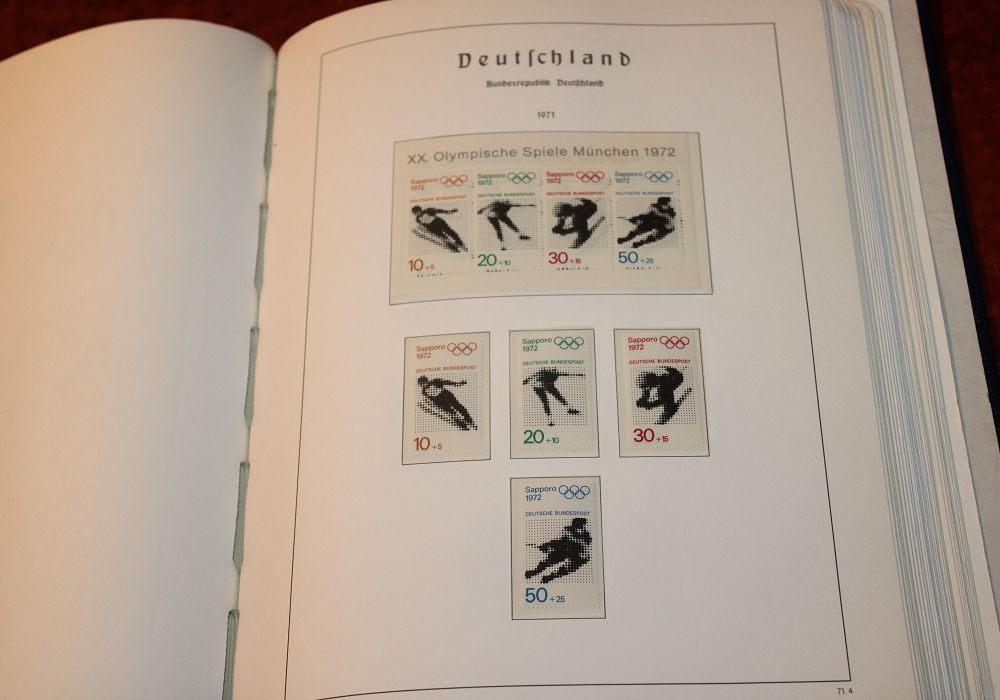 Deutſchland
Bundesrepublik Deutſchland
1971
XX. Olympische Spiele München 1972
Sapporo
1972
DEUTSCHE BUNDESPOST
10 +5
Sapporo
1972
DEUTSCHE BUNDESPOST
20 +10
Sapporo
1972
DEUTSCHE BUNDESPOST
30 +15
Sapporo
1972
DEUTSCHE BUNDESPOST
50 +25
Sapporo
1972
DEUTSCHE BUNDESPOST
10 +5
Sapporo
1972
DEUTSCHE BUNDESPOST
20 +10
Sapporo
1972
DEUTSCHE BUNDESPOST
30 +15
Sapporo
1972
DEUTSCHE BUNDESPOST
50 +25
71. 4